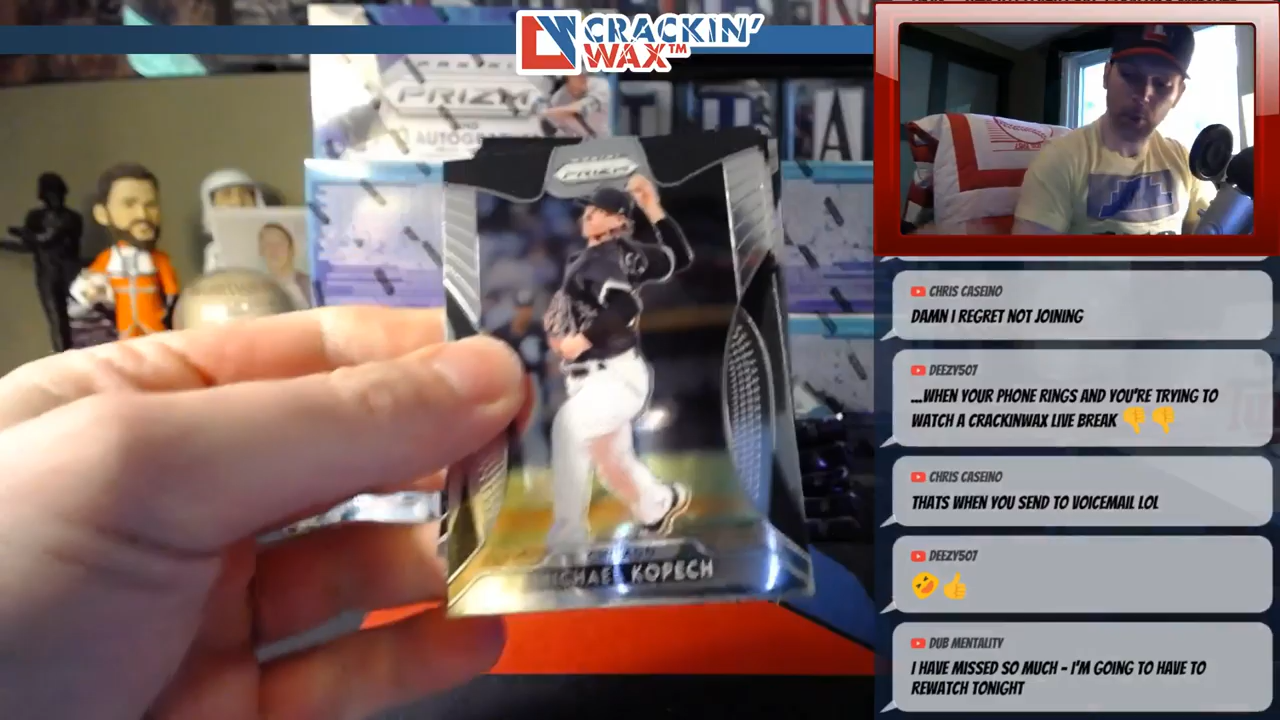 CRACKIN'
WAX™
PRIZM
AUTOGRAPH
T T A
PRIZM
CHICAGO
MICHAEL KOPECH
CHRIS CASEINO
DAMN I REGRET NOT JOINING
DEEZY507
...WHEN YOUR PHONE RINGS AND YOU'RE TRYING TO
WATCH A CRACKINWAX LIVE BREAK 👎👎
CHRIS CASEINO
THATS WHEN YOU SEND TO VOICEMAIL LOL
DEEZY507
🤣👍
DUB MENTALITY
I HAVE MISSED SO MUCH - I'M GOING TO HAVE TO
REWATCH TONIGHT